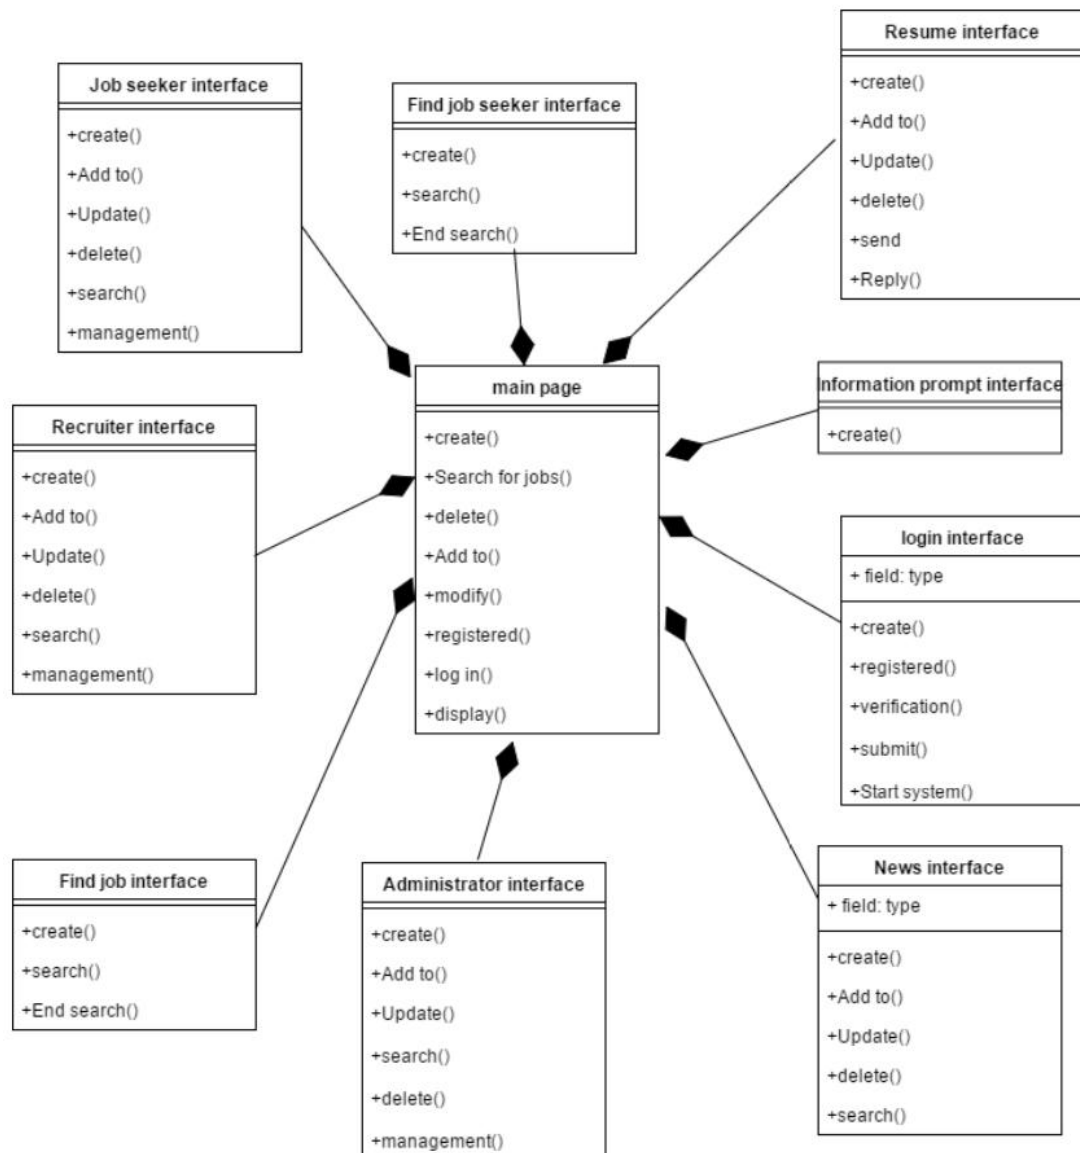 Job seeker interface
+create()
+Add to()
+Update()
+delete()
+search()
+management()
Find job seeker interface
+create()
+search()
+End search()
Resume interface
+create()
+Add to()
+Update()
+delete()
+send
+Reply()
Recruiter interface
+create()
+Add to()
+Update()
+delete()
+search()
+management()
main page
+create()
+Search for jobs()
+delete()
+Add to()
+modify()
+registered()
+log in()
+display()
Information prompt interface
+create()
login interface
+ field: type
+create()
+registered()
+verification()
+submit()
+Start system()
Find job interface
+create()
+search()
+End search()
Administrator interface
+create()
+Add to()
+Update()
+search()
+delete()
+management()
News interface
+ field: type
+create()
+Add to()
+Update()
+delete()
+search()